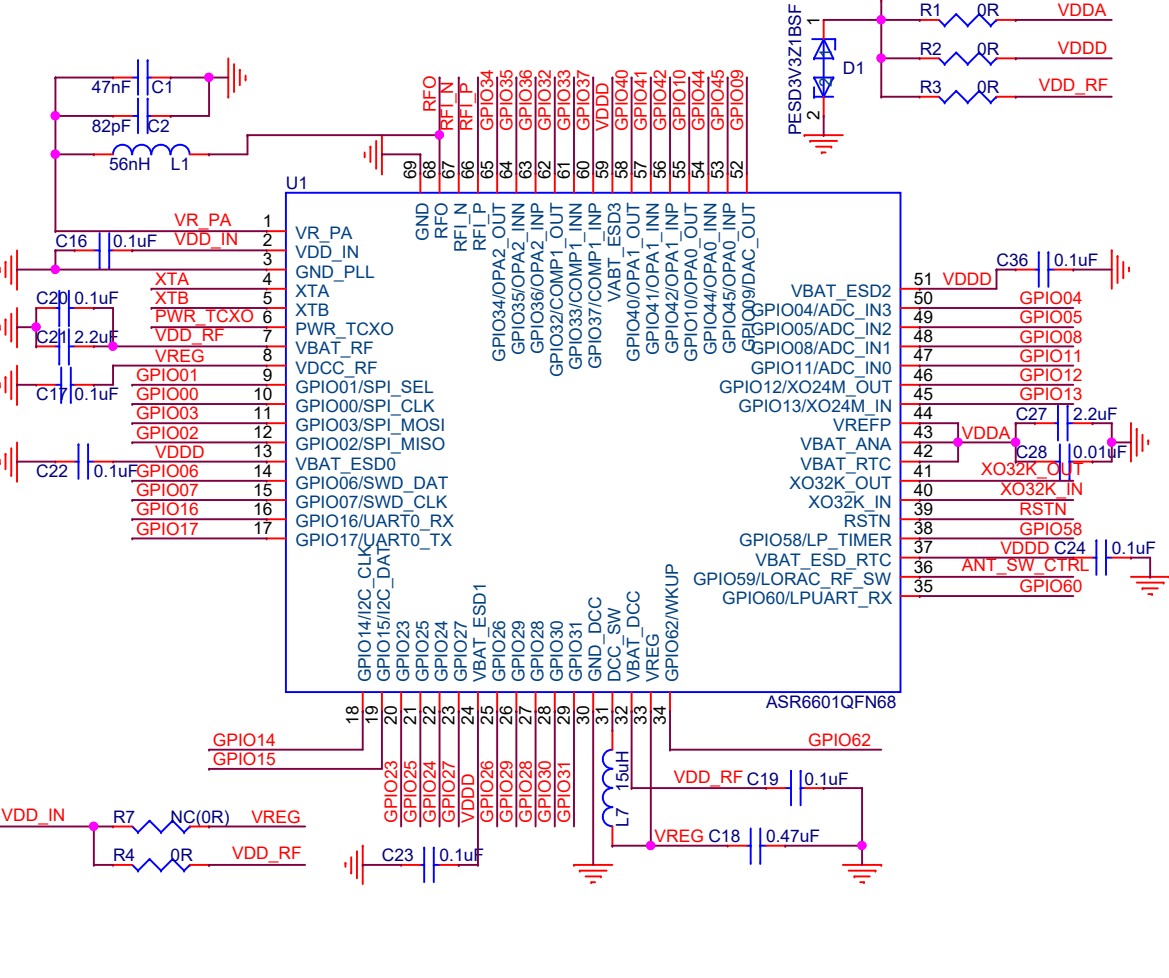 R1 0R VDDA
R2 0R VDDD
R3 0R VDD_RF
PESD3V3Z1BSF
1
D1
2
47nF C1
82pF C2
56nH L1
RFO
RFI_N
RFI_P
GPIO34
GPIO35
GPIO36
GPIO32
GPIO33
GPIO37
VDDD
GPIO40
GPIO41
GPIO42
GPIO10
GPIO44
GPIO45
GPIO09
69
68
67
66
65
64
63
62
61
60
59
58
57
56
55
54
53
52
U1
GND
RFO
RFI_N
RFI_P
GPIO34/OPA2_OUT
GPIO35/OPA2_INN
GPIO36/OPA2_INP
GPIO32/COMP1_OUT
GPIO33/COMP1_INN
GPIO37/COMP1_INP
VABT_ESD3
GPIO40/OPA1_OUT
GPIO41/OPA1_INN
GPIO42/OPA1_INP
GPIO10/OPA0_OUT
GPIO44/OPA0_INN
GPIO45/OPA0_INP
GPIO09/DAC_OUT
VR_PA 1 VR_PA
C16 0.1uF VDD_IN 2 VDD_IN
3 GND_PLL
XTA 4 XTA
C20 0.1uF XTB 5 XTB
PWR_TCXO 6 PWR_TCXO
C21 2.2uF VDD_RF 7 VBAT_RF
VREG 8 VDCC_RF
C17 0.1uF
GPIO01 9 GPIO01/SPI_SEL
GPIO00 10 GPIO00/SPI_CLK
GPIO03 11 GPIO03/SPI_MOSI
GPIO02 12 GPIO02/SPI_MISO
VDDD 13 VBAT_ESD0
C22 0.1uF
GPIO06 14 GPIO06/SWD_DAT
GPIO07 15 GPIO07/SWD_CLK
GPIO16 16 GPIO16/UART0_RX
GPIO17 17 GPIO17/UART0_TX
C36 0.1uF
VBAT_ESD2 51 VDDD
GPIO04/ADC_IN3 50 GPIO04
GPIO05/ADC_IN2 49 GPIO05
GPIO08/ADC_IN1 48 GPIO08
GPIO11/ADC_IN0 47 GPIO11
GPIO12/XO24M_OUT 46 GPIO12
GPIO13/XO24M_IN 45 GPIO13
VREFP 44 C27 2.2uF
VBAT_ANA 43 VDDA
VBAT_RTC 42 C28 0.01uF
XO32K_OUT 41 XO32K_OUT
XO32K_IN 40 XO32K_IN
RSTN 39 RSTN
GPIO58/LP_TIMER 38 GPIO58
VBAT_ESD_RTC 37 VDDD C24 0.1uF
GPIO59/LORAC_RF_SW 36 ANT_SW_CTRL
GPIO60/LPUART_RX 35 GPIO60
GPIO14/I2C_CLK
GPIO15/I2C_DAT
GPIO23
GPIO25
GPIO24
GPIO27
VBAT_ESD1
GPIO26
GPIO29
GPIO28
GPIO30
GPIO31
GND_DCC
DCC_SW
VBAT_DCC
VREG
GPIO62/WKUP
ASR6601QFN68
18
19
20
21
22
23
24
25
26
27
28
29
30
31
32
33
34
GPIO14
GPIO15
GPIO23
GPIO25
GPIO24
GPIO27
VDDD
GPIO26
GPIO29
GPIO28
GPIO30
GPIO31
15uH
L7
GPIO62
VDD_RF C19 0.1uF
VREG C18 0.47uF
VDD_IN R7 NC(0R) VREG
R4 0R VDD_RF
C23 0.1uF